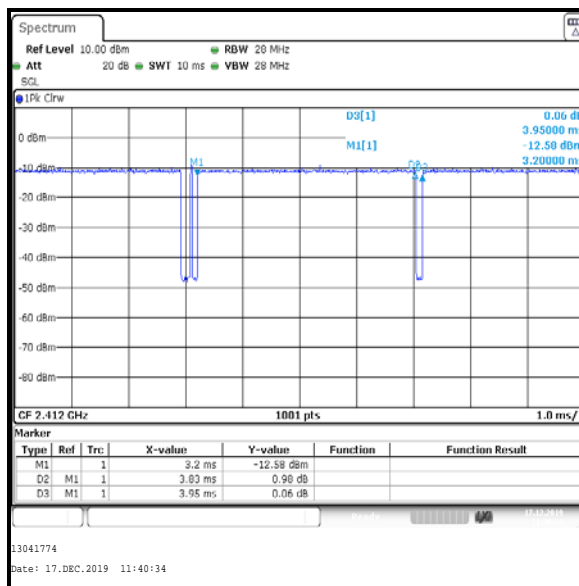 Spectrum
Ref Level 10.00 dBm RBW 28 MHz
Att 20 dB SWT 10 ms VBW 28 MHz
SGL
1Pk Clrw
D3[1] 0.06 d
3.95000 m
M1[1] -12.58 dBm
3.20000 m
0 dBm
M1
D2
-10 dBm
-20 dBm
-30 dBm
-40 dBm
-50 dBm
-60 dBm
-70 dBm
-80 dBm
CF 2.412 GHz 1001 pts 1.0 ms/
Marker
Type Ref Trc X-value Y-value Function Function Result
M1 1 3.2 ms -12.58 dBm
D2 M1 1 3.83 ms 0.98 dB
D3 M1 1 3.95 ms 0.06 dB
13041774
Date: 17.DEC.2019 11:40:34